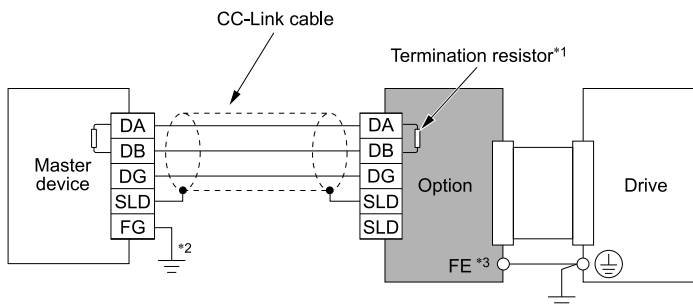 CC-Link cable
Termination resistor*1
Master
device
DA
DB
DG
SLD
FG
*2
DA
DB
DG
SLD
SLD
Option
FE *3
Drive